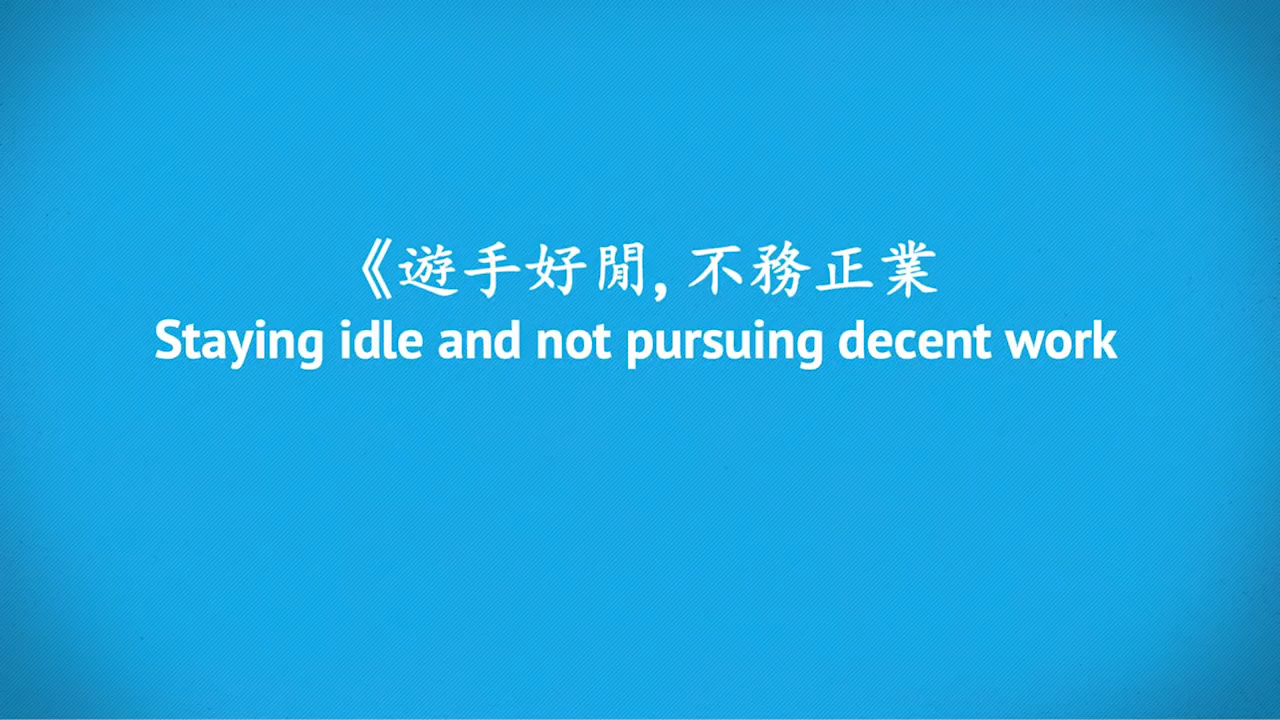 《遊手好閒, 不務正業
Staying idle and not pursuing decent work